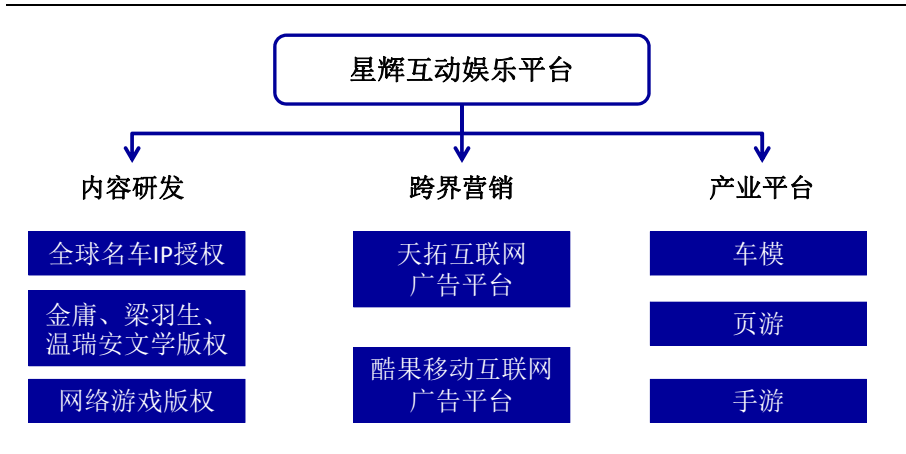 星辉互动娱乐平台
内容研发
全球名车IP授权
金庸、梁羽生、
温瑞安文学版权
网络游戏版权
跨界营销
天拓互联网
广告平台
酷果移动互联网
广告平台
产业平台
车模
页游
手游